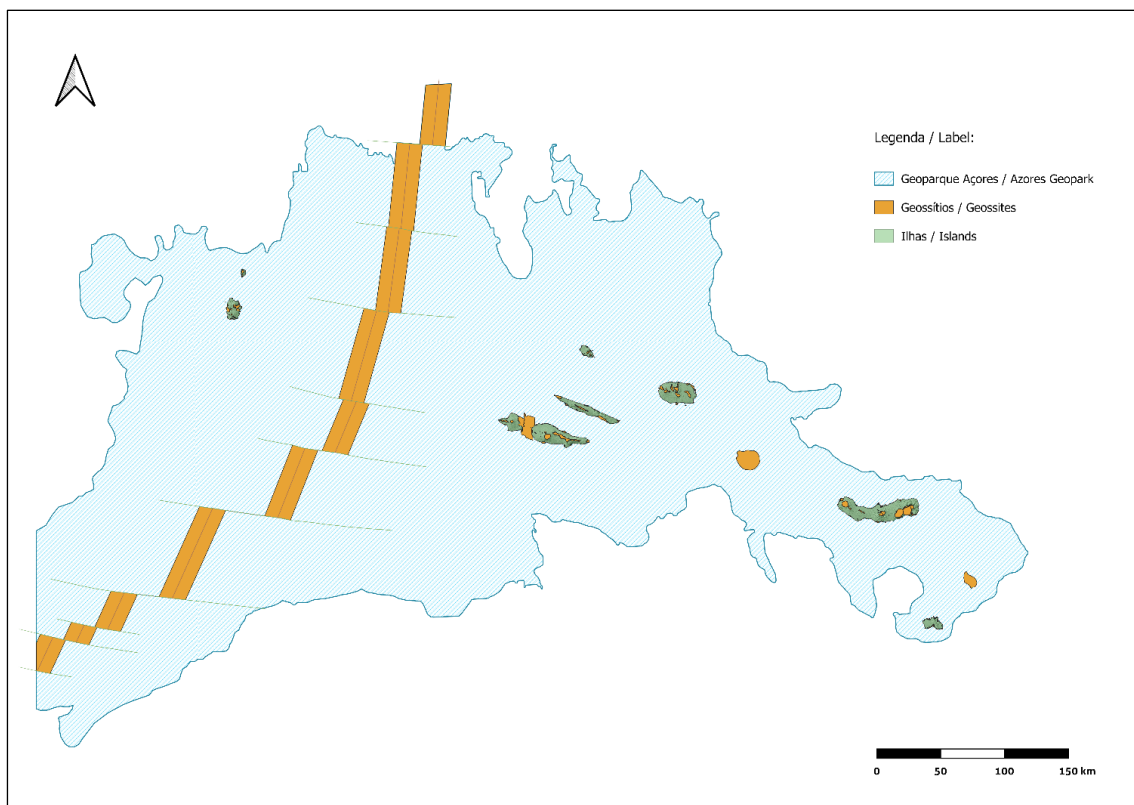 Legenda / Label:
Geoparque Açores / Azores Geopark
Geossítios / Geossites
Ilhas / Islands
0 50 100 150 km